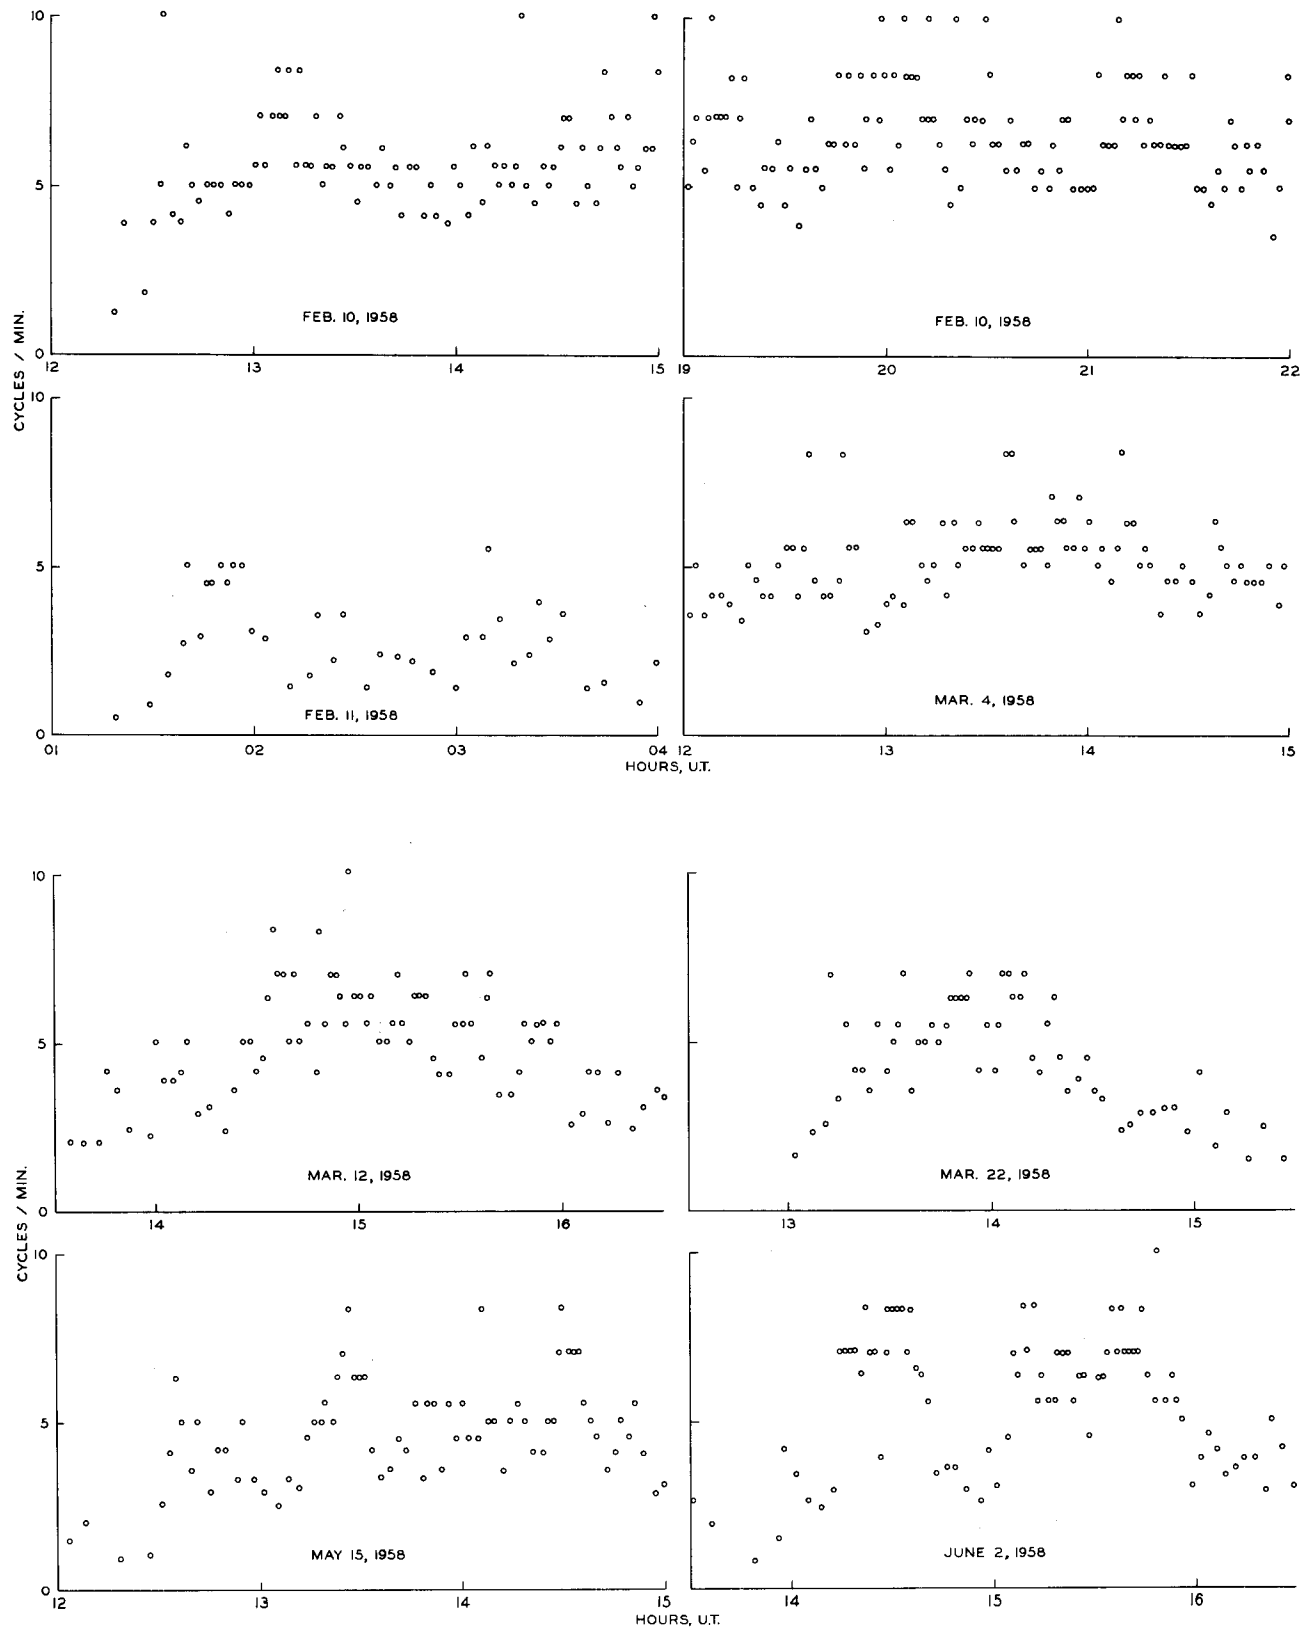 10
5
0
CYCLES / MIN.
12 13 14 15
FEB. 10, 1958
19 20 21 22
FEB. 10, 1958
10
5
0
01 02 03 04
FEB. 11, 1958
12 13 14 15
MAR. 4, 1958
HOURS, U.T.
10
5
0
CYCLES / MIN.
14 15 16
MAR. 12, 1958
13 14 15
MAR. 22, 1958
10
5
0
12 13 14 15
MAY 15, 1958
14 15 16
JUNE 2, 1958
HOURS, U.T.